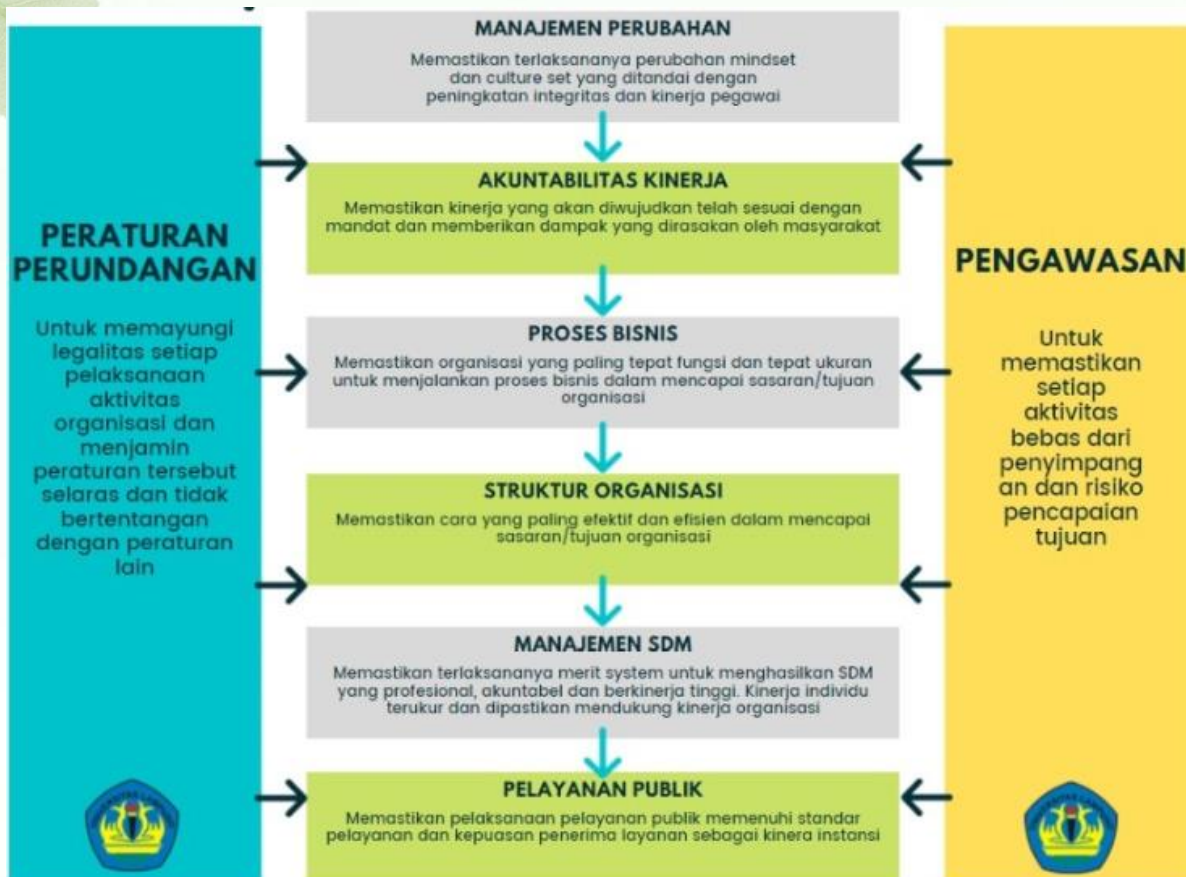 MANAJEMEN PERUBAHAN
Memastikan terlaksananya perubahan mindset
dan culture set yang ditandai dengan
peningkatan integritas dan kinerja pegawai
AKUNTABILITAS KINERJA
Memastikan kinerja yang akan diwujudkan telah sesuai dengan
mandat dan memberikan dampak yang dirasakan oleh masyarakat
PERATURAN
PERUNDANGAN
Untuk memayungi
legalitas setiap
pelaksanaan
aktivitas
organisasi dan
menjamin
peraturan tersebut
selaras dan tidak
bertentangan
dengan peraturan
lain
PROSES BISNIS
Memastikan organisasi yang paling tepat fungsi dan tepat ukuran
untuk menjalankan proses bisnis dalam mencapai sasaran/tujuan
organisasi
STRUKTUR ORGANISASI
Memastikan cara yang paling efektif dan efisien dalam mencapai
sasaran/tujuan organisasi
MANAJEMEN SDM
Memastikan terlaksananya merit system untuk menghasilkan SDM
yang profesional, akuntabel dan berkinerja tinggi. Kinerja individu
terukur dan dipastikan mendukung kinerja organisasi
PELAYANAN PUBLIK
Memastikan pelaksanaan pelayanan publik memenuhi standar
pelayanan dan kepuasan penerima layanan sebagai kinera instansi
PENGAWASAN
Untuk
memastikan
setiap
aktivitas
bebas dari
penyimpang
an dan risiko
pencapaian
tujuan